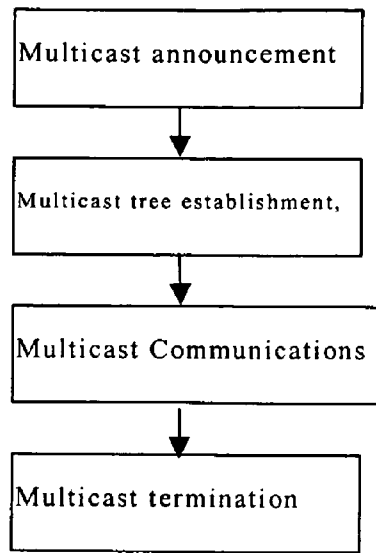 Multicast announcement
Multicast tree establishment,
Multicast Communications
Multicast termination